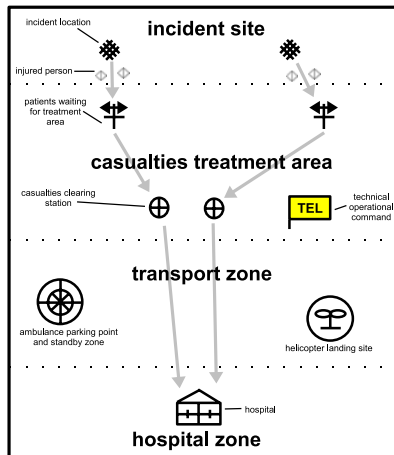 incident location
incident site
injured person
patients waiting
for treatment
area
casualties treatment area
casualties clearing
station
TEL
technical
operational
command
transport zone
ambulance parking point
and standby zone
helicopter landing site
hospital
hospital zone